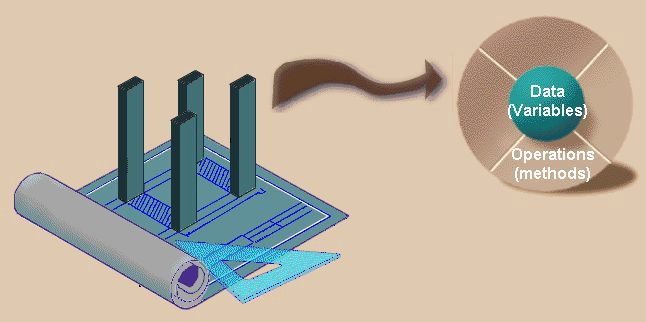 Data
(Variables)
Operations
(methods)